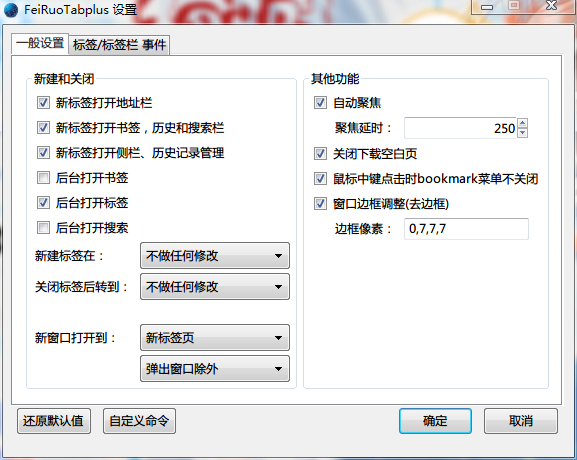 FeiRuoTabplus 设置
一般设置
标签/标签栏 事件
新建和关闭
新标签打开地址栏
新标签打开书签，历史和搜索栏
新标签打开侧栏、历史记录管理
后台打开书签
后台打开标签
后台打开搜索
新建标签在： 不做任何修改
关闭标签后转到： 不做任何修改
新窗口打开到： 新标签页
弹出窗口除外
其他功能
自动聚焦
聚焦延时： 250
关闭下载空白页
鼠标中键点击时bookmark菜单不关闭
窗口边框调整(去边框)
边框像素： 0,7,7,7
还原默认值
自定义命令
确定
取消